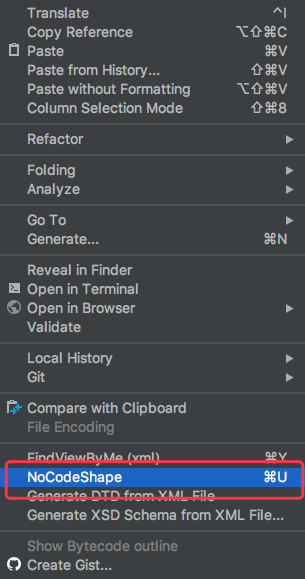 Translate ^I
Copy Reference ⌥⇧⌘C
Paste ⌘V
Paste from History... ⇧⌘V
Paste without Formatting ⌥⇧⌘V
Column Selection Mode ⇧⌘8
Refactor
Folding
Analyze
Go To
Generate... ⌘N
Reveal in Finder
Open in Terminal
Open in Browser
Validate
Local History
Git
Compare with Clipboard
File Encoding
FindViewByMe (xml) ⌘Y
NoCodeShape ⌘U
Generate DTD from XML File
Generate XSD Schema from XML File...
Show Bytecode outline
Create Gist...